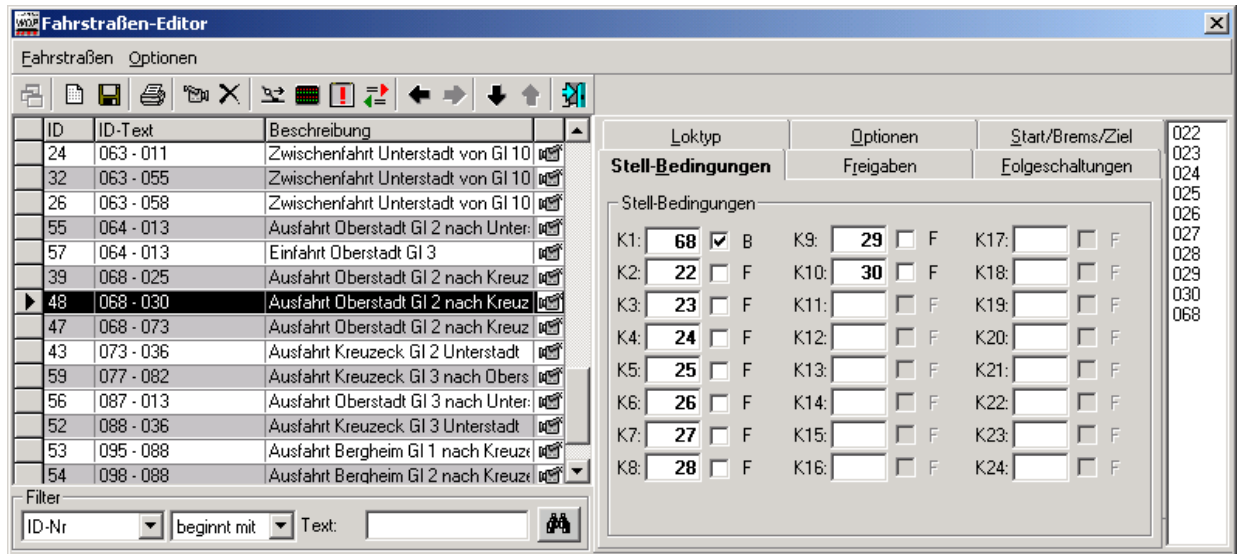 WDP Fahrstraßen-Editor
Fahrstraßen Optionen
ID ID-Text Beschreibung
24 063 - 011 Zwischenfahrt Unterstadt von Gl 10
32 063 - 055 Zwischenfahrt Unterstadt von Gl 10
26 063 - 058 Zwischenfahrt Unterstadt von Gl 10
55 064 - 013 Ausfahrt Oberstadt Gl 2 nach Unter
57 064 - 013 Einfahrt Oberstadt Gl 3
39 068 - 025 Ausfahrt Oberstadt Gl 2 nach Kreuz
48 068 - 030 Ausfahrt Oberstadt Gl 2 nach Kreuz
47 068 - 073 Ausfahrt Oberstadt Gl 2 nach Kreuz
43 073 - 036 Ausfahrt Kreuzeck Gl 2 Unterstadt
59 077 - 082 Ausfahrt Kreuzeck Gl 3 nach Obers
56 087 - 013 Ausfahrt Oberstadt Gl 3 nach Unter
52 088 - 036 Ausfahrt Kreuzeck Gl 3 Unterstadt
53 095 - 088 Ausfahrt Bergheim Gl 1 nach Kreuze
54 098 - 088 Ausfahrt Bergheim Gl 2 nach Kreuze
Filter
ID-Nr beginnt mit Text:
Loktyp Optionen Start/Brems/Ziel
Stell-Bedingungen Freigaben Folgeschaltungen
Stell-Bedingungen
K1: 68 B K9: 29 F K17: F
K2: 22 F K10: 30 F K18: F
K3: 23 F K11: F K19: F
K4: 24 F K12: F K20: F
K5: 25 F K13: F K21: F
K6: 26 F K14: F K22: F
K7: 27 F K15: F K23: F
K8: 28 F K16: F K24: F
022
023
024
025
026
027
028
029
030
068